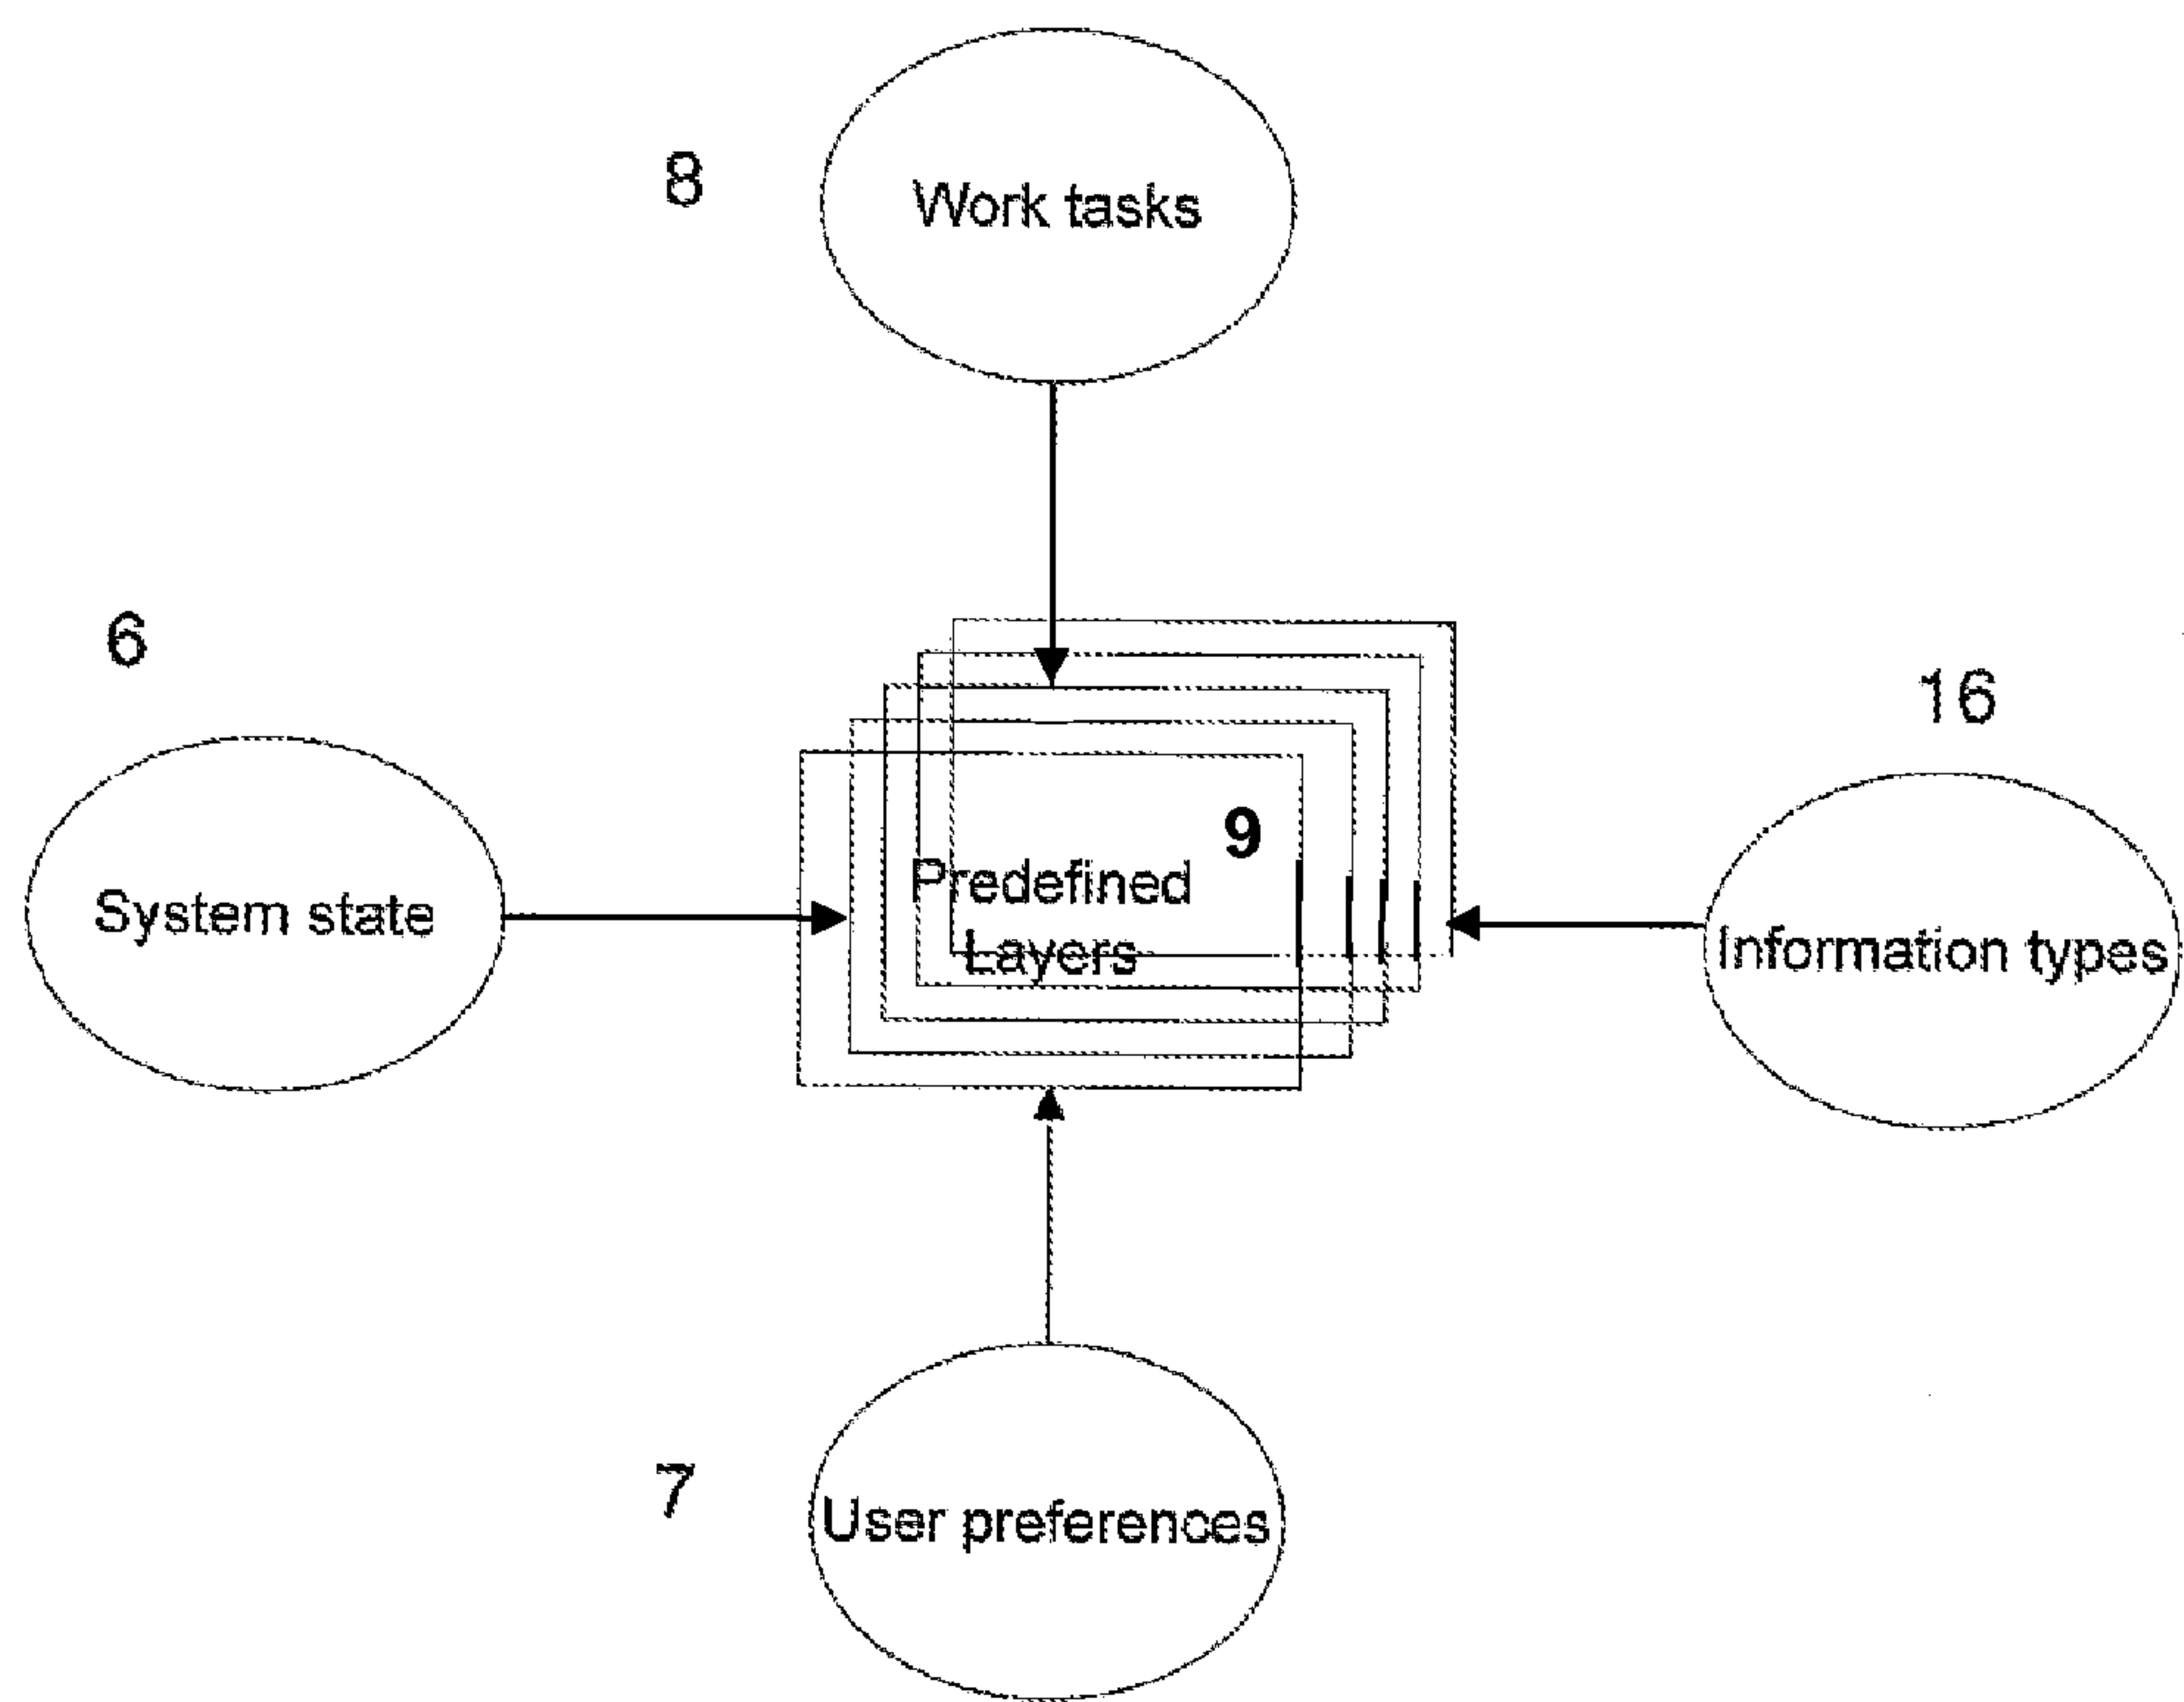 8
Work tasks
6
16
9
Predefined
Layers
System state
Information types
7
User preferences